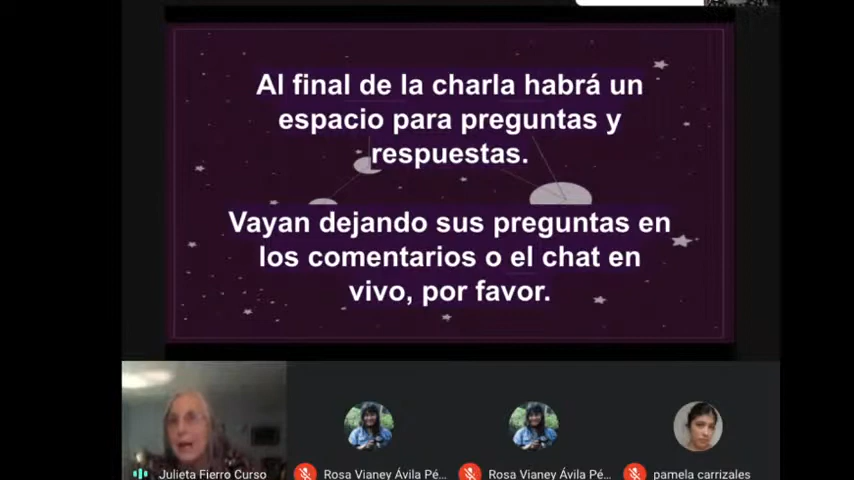 Al final de la charla habrá un
espacio para preguntas y
respuestas.
Vayan dejando sus preguntas en
los comentarios o el chat en
vivo, por favor.
Julieta Fierro Curso
Rosa Vianey Ávila Pé...
Rosa Vianey Ávila Pé...
pamela carrizales